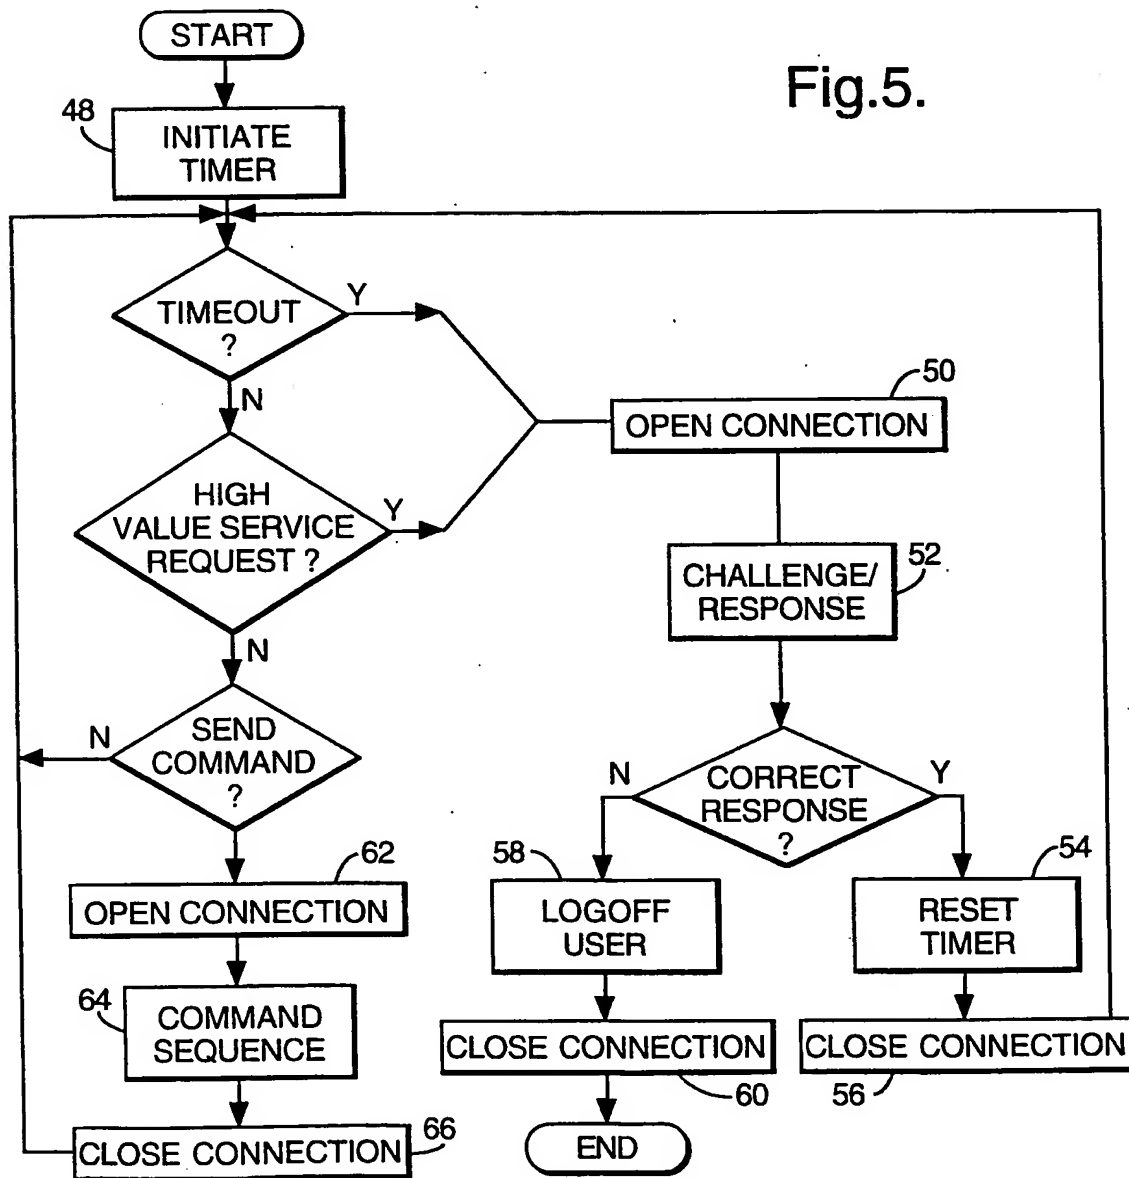 START
Fig.5.
48
INITIATE
TIMER
TIMEOUT
?
Y
N
50
OPEN CONNECTION
HIGH
VALUE SERVICE
REQUEST ?
Y
N
52
CHALLENGE/
RESPONSE
SEND
COMMAND
?
N
CORRECT
RESPONSE
?
N
Y
62
OPEN CONNECTION
58
LOGOFF
USER
54
RESET
TIMER
64
COMMAND
SEQUENCE
CLOSE CONNECTION
60
CLOSE CONNECTION
56
CLOSE CONNECTION
66
END